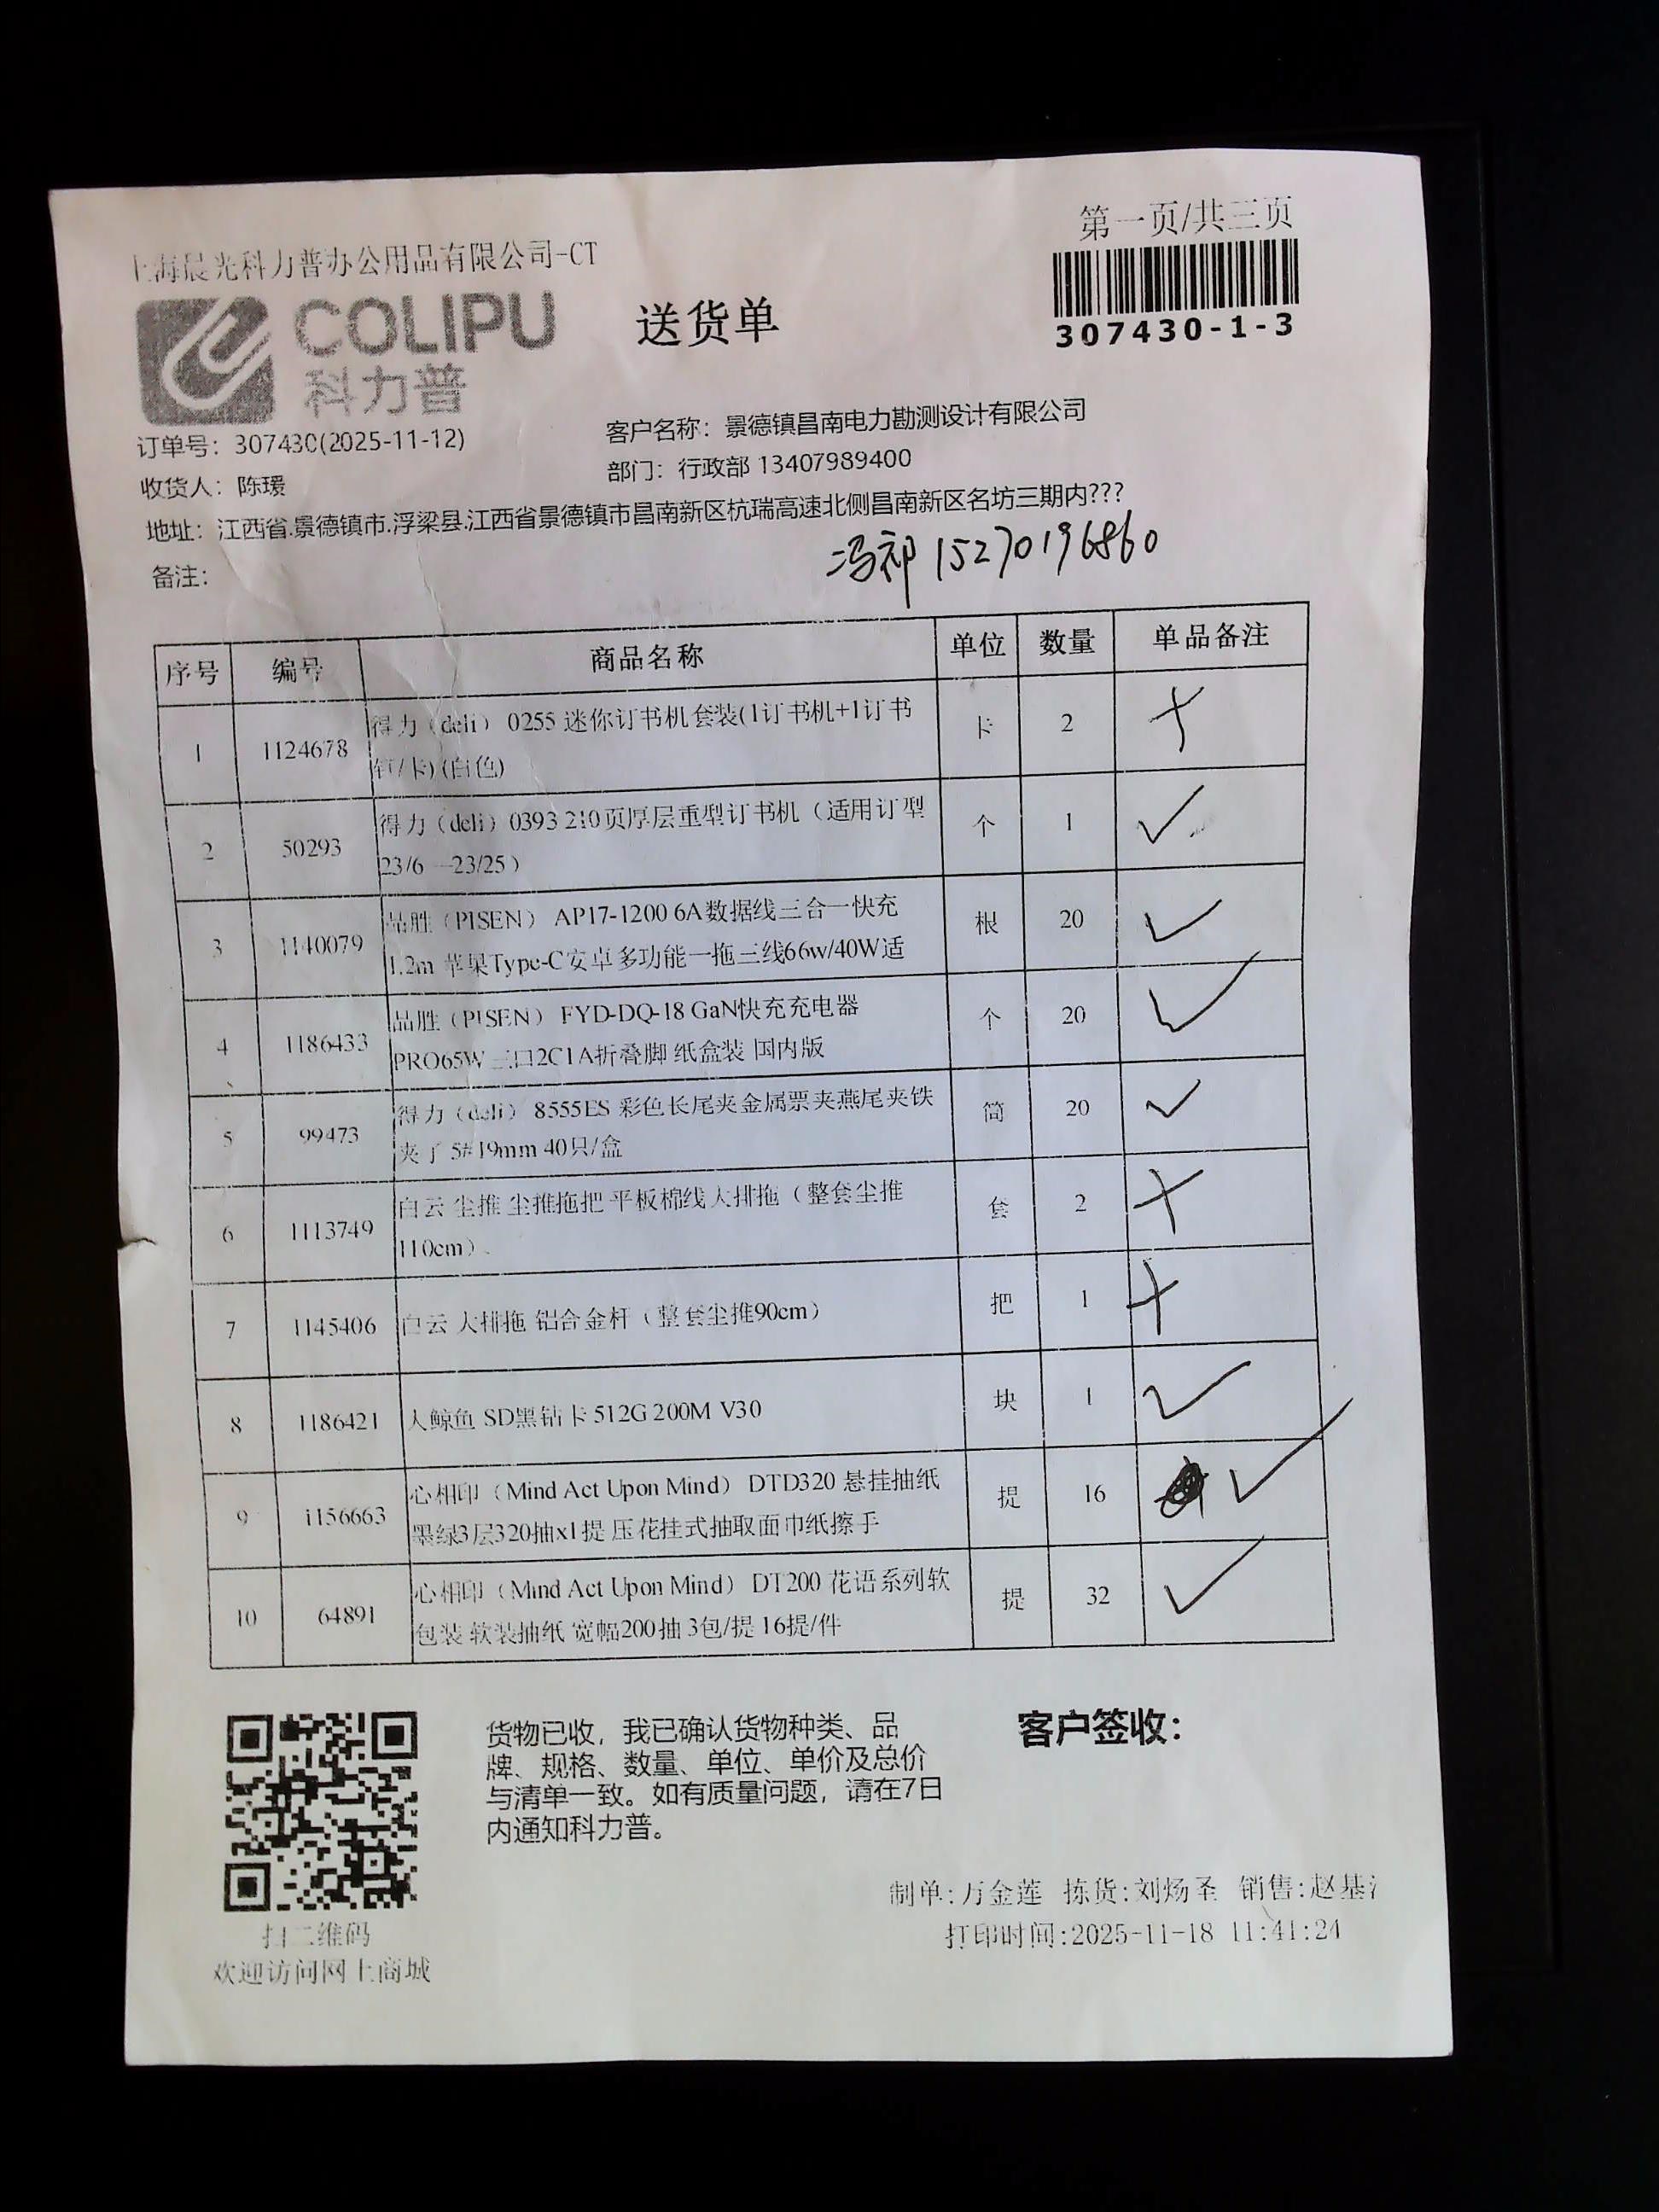 第一页/共三页
上海晨光科力普办公用品有限公司-CT
COLIPU
科力普
送货单
307430-1-3
订单号：307430(2025-11-12)
客户名称：景德镇昌南电力勘测设计有限公司
收货人：陈瑗
部门：行政部 13407989400
地址：江西省.景德镇市.浮梁县.江西省景德镇市昌南新区杭瑞高速北侧昌南新区名坊三期内???
备注：
冯祁 15270196860
序号 编号 商品名称 单位 数量 单品备注
1 1124678 得力（deli） 0255 迷你订书机套装(1订书机+1订书 卡 2 ×
钉/卡) (白色)
2 50293 得力（deli）0393 210页厚层重型订书机（适用订型 个 1 ✓
23/6 —23/25）
3 1140079 品胜（PISEN） AP17-1200 6A数据线三合一快充 根 20 ✓
1.2m 苹果Type-C安卓多功能一拖三线66w/40W适
4 1186433 品胜（PISEN） FYD-DQ-18 GaN快充充电器 个 20 ✓
PRO65W 三口2C1A折叠脚 纸盒装 国内版
5 99473 得力（deli） 8555ES 彩色长尾夹金属票夹燕尾夹铁 筒 20 ✓
夹子 5#19mm 40只/盒
6 1113749 白云 尘推 尘推拖把 平板棉线大排拖（整套尘推 套 2 ×
110cm）
7 1145406 白云 大排拖 铝合金杆（整套尘推90cm） 把 1 ×
8 1186421 大鲸鱼 SD黑钻卡 512G 200M V30 块 1 ✓
9 1156663 心相印（Mind Act Upon Mind） DTD320 悬挂抽纸 提 16 ✓
墨绿3层320抽x1提 压花挂式抽取面巾纸擦手
10 64891 心相印（Mind Act Upon Mind） DT200 花语系列软 提 32 ✓
包装 软装抽纸 宽幅200抽 3包/提 16提/件
货物已收，我已确认货物种类、品
牌、规格、数量、单位、单价及总价
与清单一致。如有质量问题，请在7日
内通知科力普。
客户签收：
扫二维码
欢迎访问网上商城
制单:万金莲 拣货:刘炀圣 销售:赵基
打印时间:2025-11-18 11:41:24